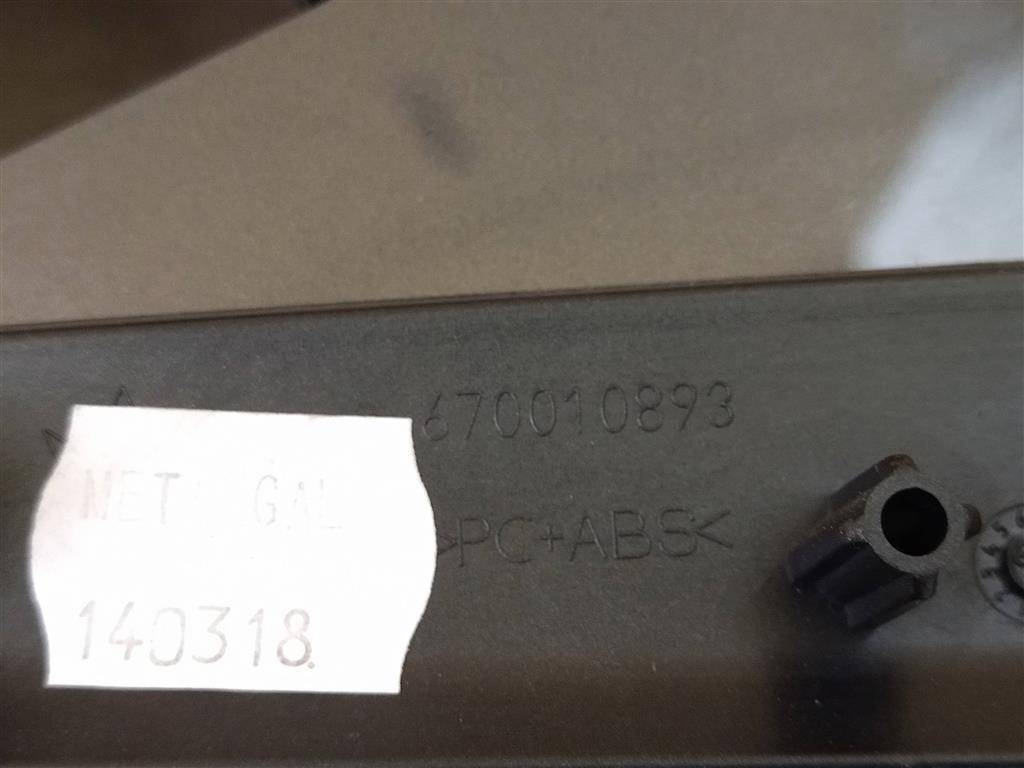 670010893
MET GAL
>PC+ABS<
140318.